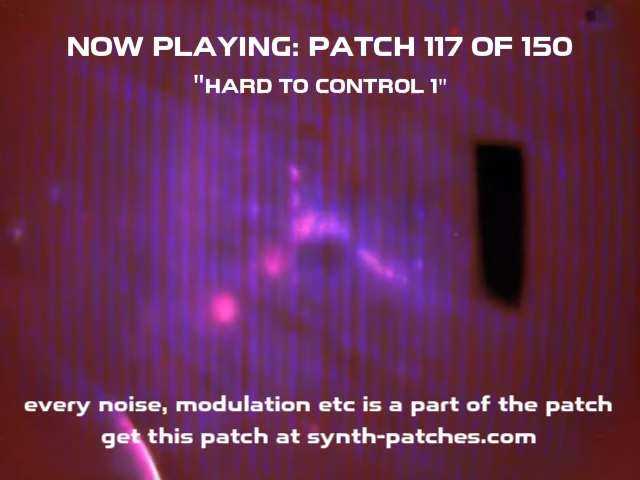 NOW PLAYING: PATCH 117 OF 150
"HARD TO CONTROL 1"
every noise, modulation etc is a part of the patch
get this patch at synth-patches.com